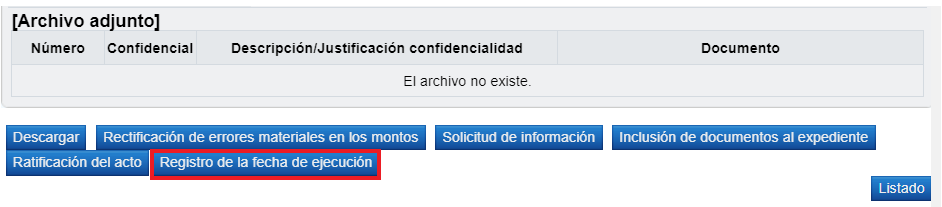 [Archivo adjunto]
Número Confidencial Descripción/Justificación confidencialidad Documento
El archivo no existe.
Descargar Rectificación de errores materiales en los montos Solicitud de información Inclusión de documentos al expediente
Ratificación del acto Registro de la fecha de ejecución
Listado